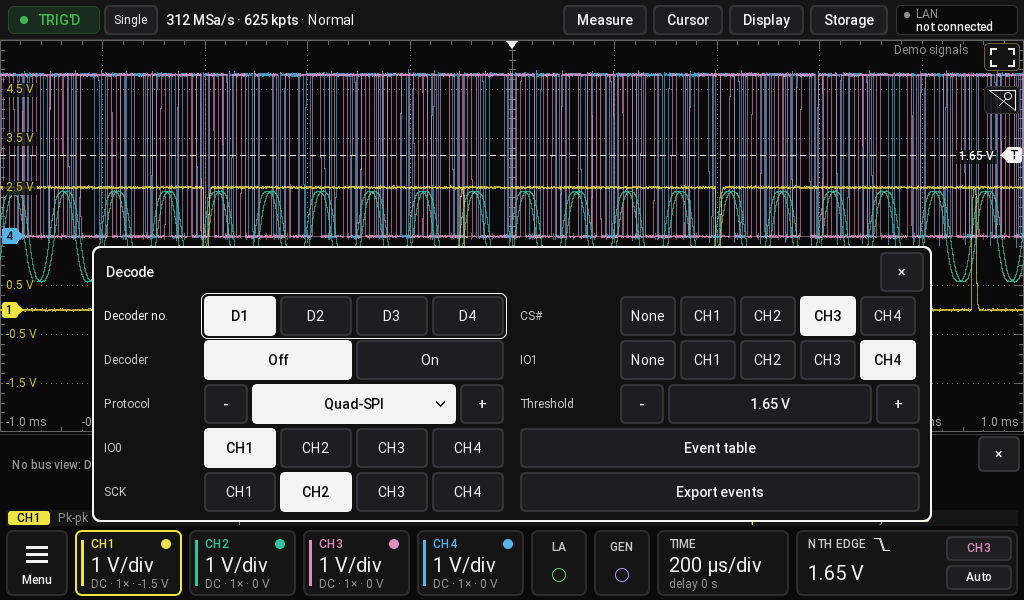 TRIG'D Single 312 MSa/s · 625 kpts · Normal Measure Cursor Display Storage LAN
not connected
Demo signals
4.5 V
3.5 V
1.65 V T
2.5 V
4
0.5 V
1
-0.5 V
-1.5 V
-1.0 ms 1.0 ms
Decode ×
Decoder no. D1 D2 D3 D4 CS# None CH1 CH2 CH3 CH4
Decoder Off On IO1 None CH1 CH2 CH3 CH4
Protocol - Quad-SPI + Threshold - 1.65 V +
IO0 CH1 CH2 CH3 CH4 Event table
SCK CH1 CH2 CH3 CH4 Export events
No bus view: D ×
CH1 Pk-pk
Menu
CH1
1 V/div
DC · 1× · -1.5 V
CH2
1 V/div
DC · 1× · 0 V
CH3
1 V/div
DC · 1× · 0 V
CH4
1 V/div
DC · 1× · 0 V
LA
GEN
TIME
200 µs/div
delay 0 s
NTH EDGE CH3
1.65 V Auto